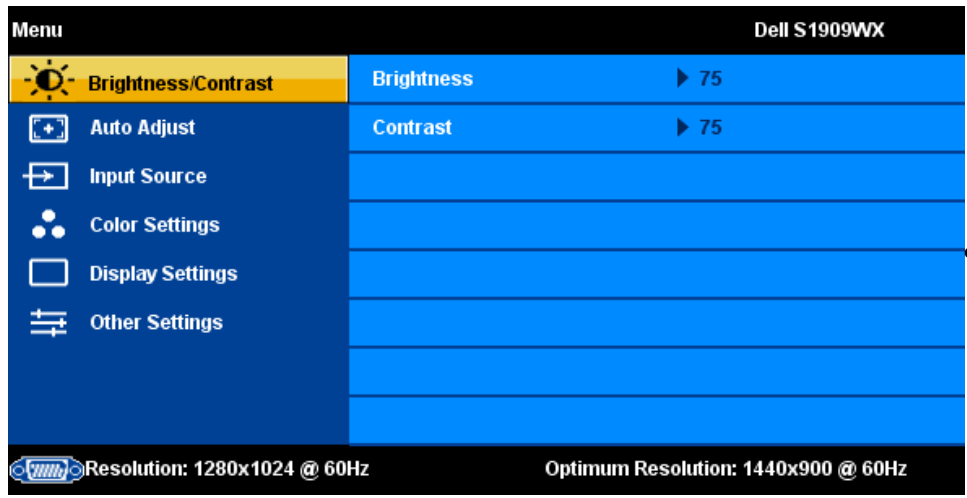 Menu Dell S1909WX
Brightness/Contrast Brightness 75
Auto Adjust Contrast 75
Input Source
Color Settings
Display Settings
Other Settings
Resolution: 1280x1024 @ 60Hz Optimum Resolution: 1440x900 @ 60Hz